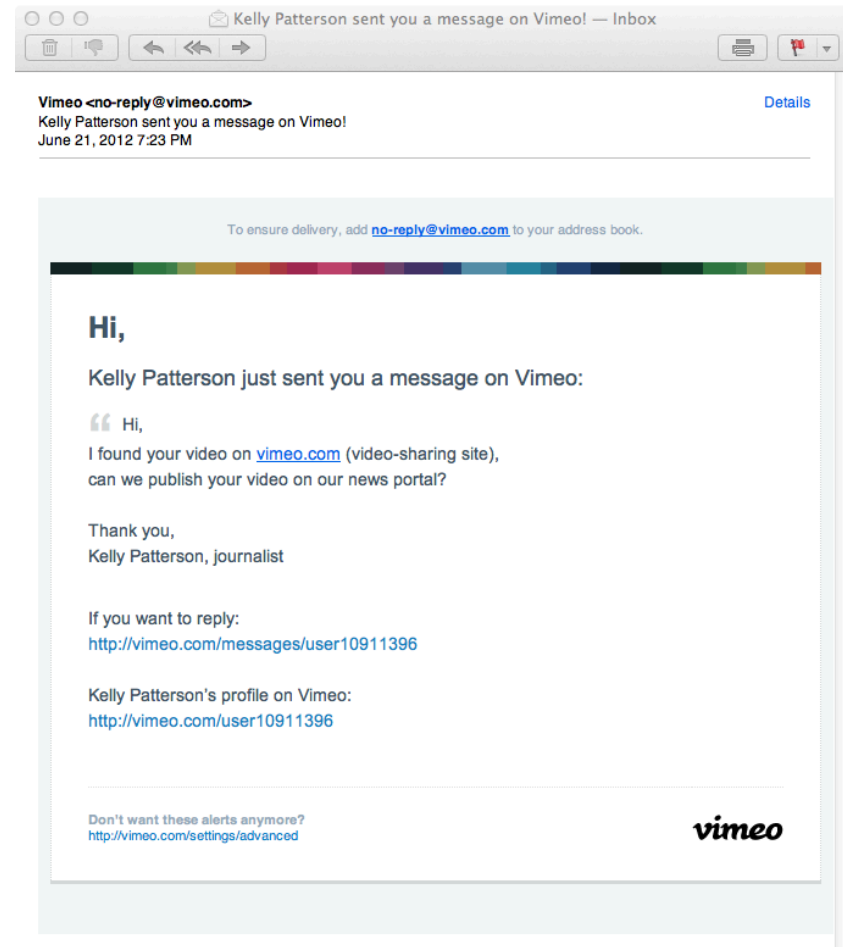 Kelly Patterson sent you a message on Vimeo! — Inbox
Vimeo <no-reply@vimeo.com>
Details
Kelly Patterson sent you a message on Vimeo!
June 21, 2012 7:23 PM
To ensure delivery, add no-reply@vimeo.com to your address book.
Hi,
Kelly Patterson just sent you a message on Vimeo:
“ Hi,
I found your video on vimeo.com (video-sharing site),
can we publish your video on our news portal?
Thank you,
Kelly Patterson, journalist
If you want to reply:
http://vimeo.com/messages/user10911396
Kelly Patterson's profile on Vimeo:
http://vimeo.com/user10911396
Don't want these alerts anymore?
http://vimeo.com/settings/advanced
vimeo